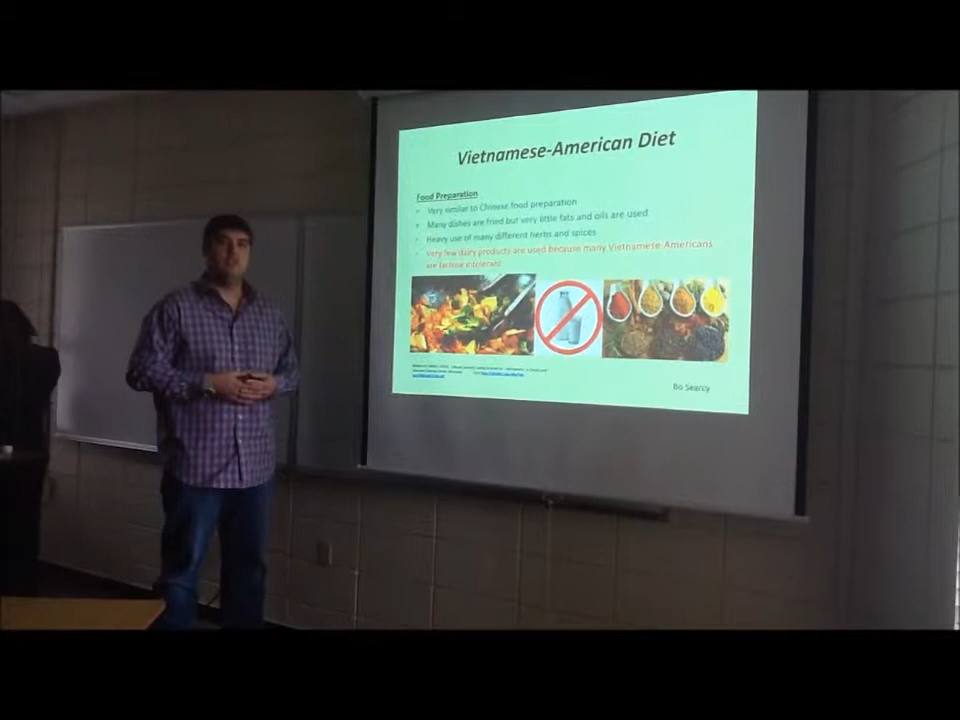 Vietnamese-American Diet
Food Preparation
Very similar to Chinese food preparation
Many dishes are fried but very little fats and oils are used
Heavy use of many different herbs and spices
Very few dairy products are used because many Vietnamese-Americans
are lactose intolerant
Bo Searcy